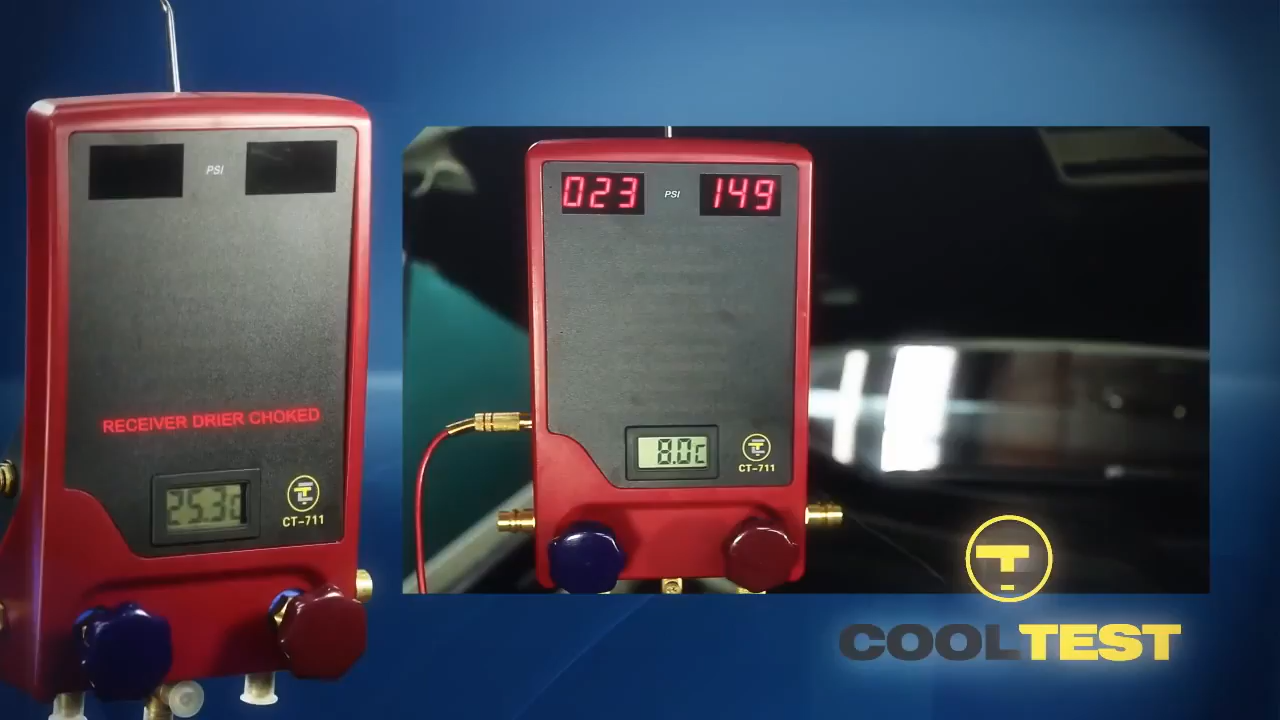 PSI
RECEIVER DRIER CHOKED
25.3c
CT-711
023 PSI 149
8.0c
CT-711
COOLTEST